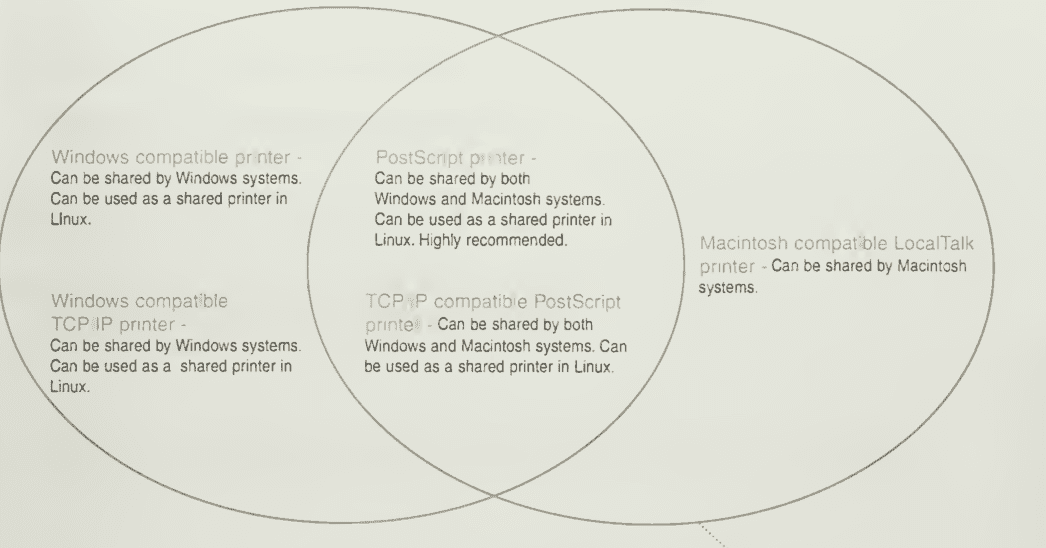 Windows compatible printer -
Can be shared by Windows systems.
Can be used as a shared printer in
LInux.
Windows compatible
TCP/IP printer -
Can be shared by Windows systems.
Can be used as a shared printer in
Linux.
PostScript printer -
Can be shared by both
Windows and Macintosh systems.
Can be used as a shared printer in
Linux. Highly recommended.
TCP/IP compatible PostScript
printer - Can be shared by both
Windows and Macintosh systems. Can
be used as a shared printer in Linux.
Macintosh compatible LocalTalk
printer - Can be shared by Macintosh
systems.